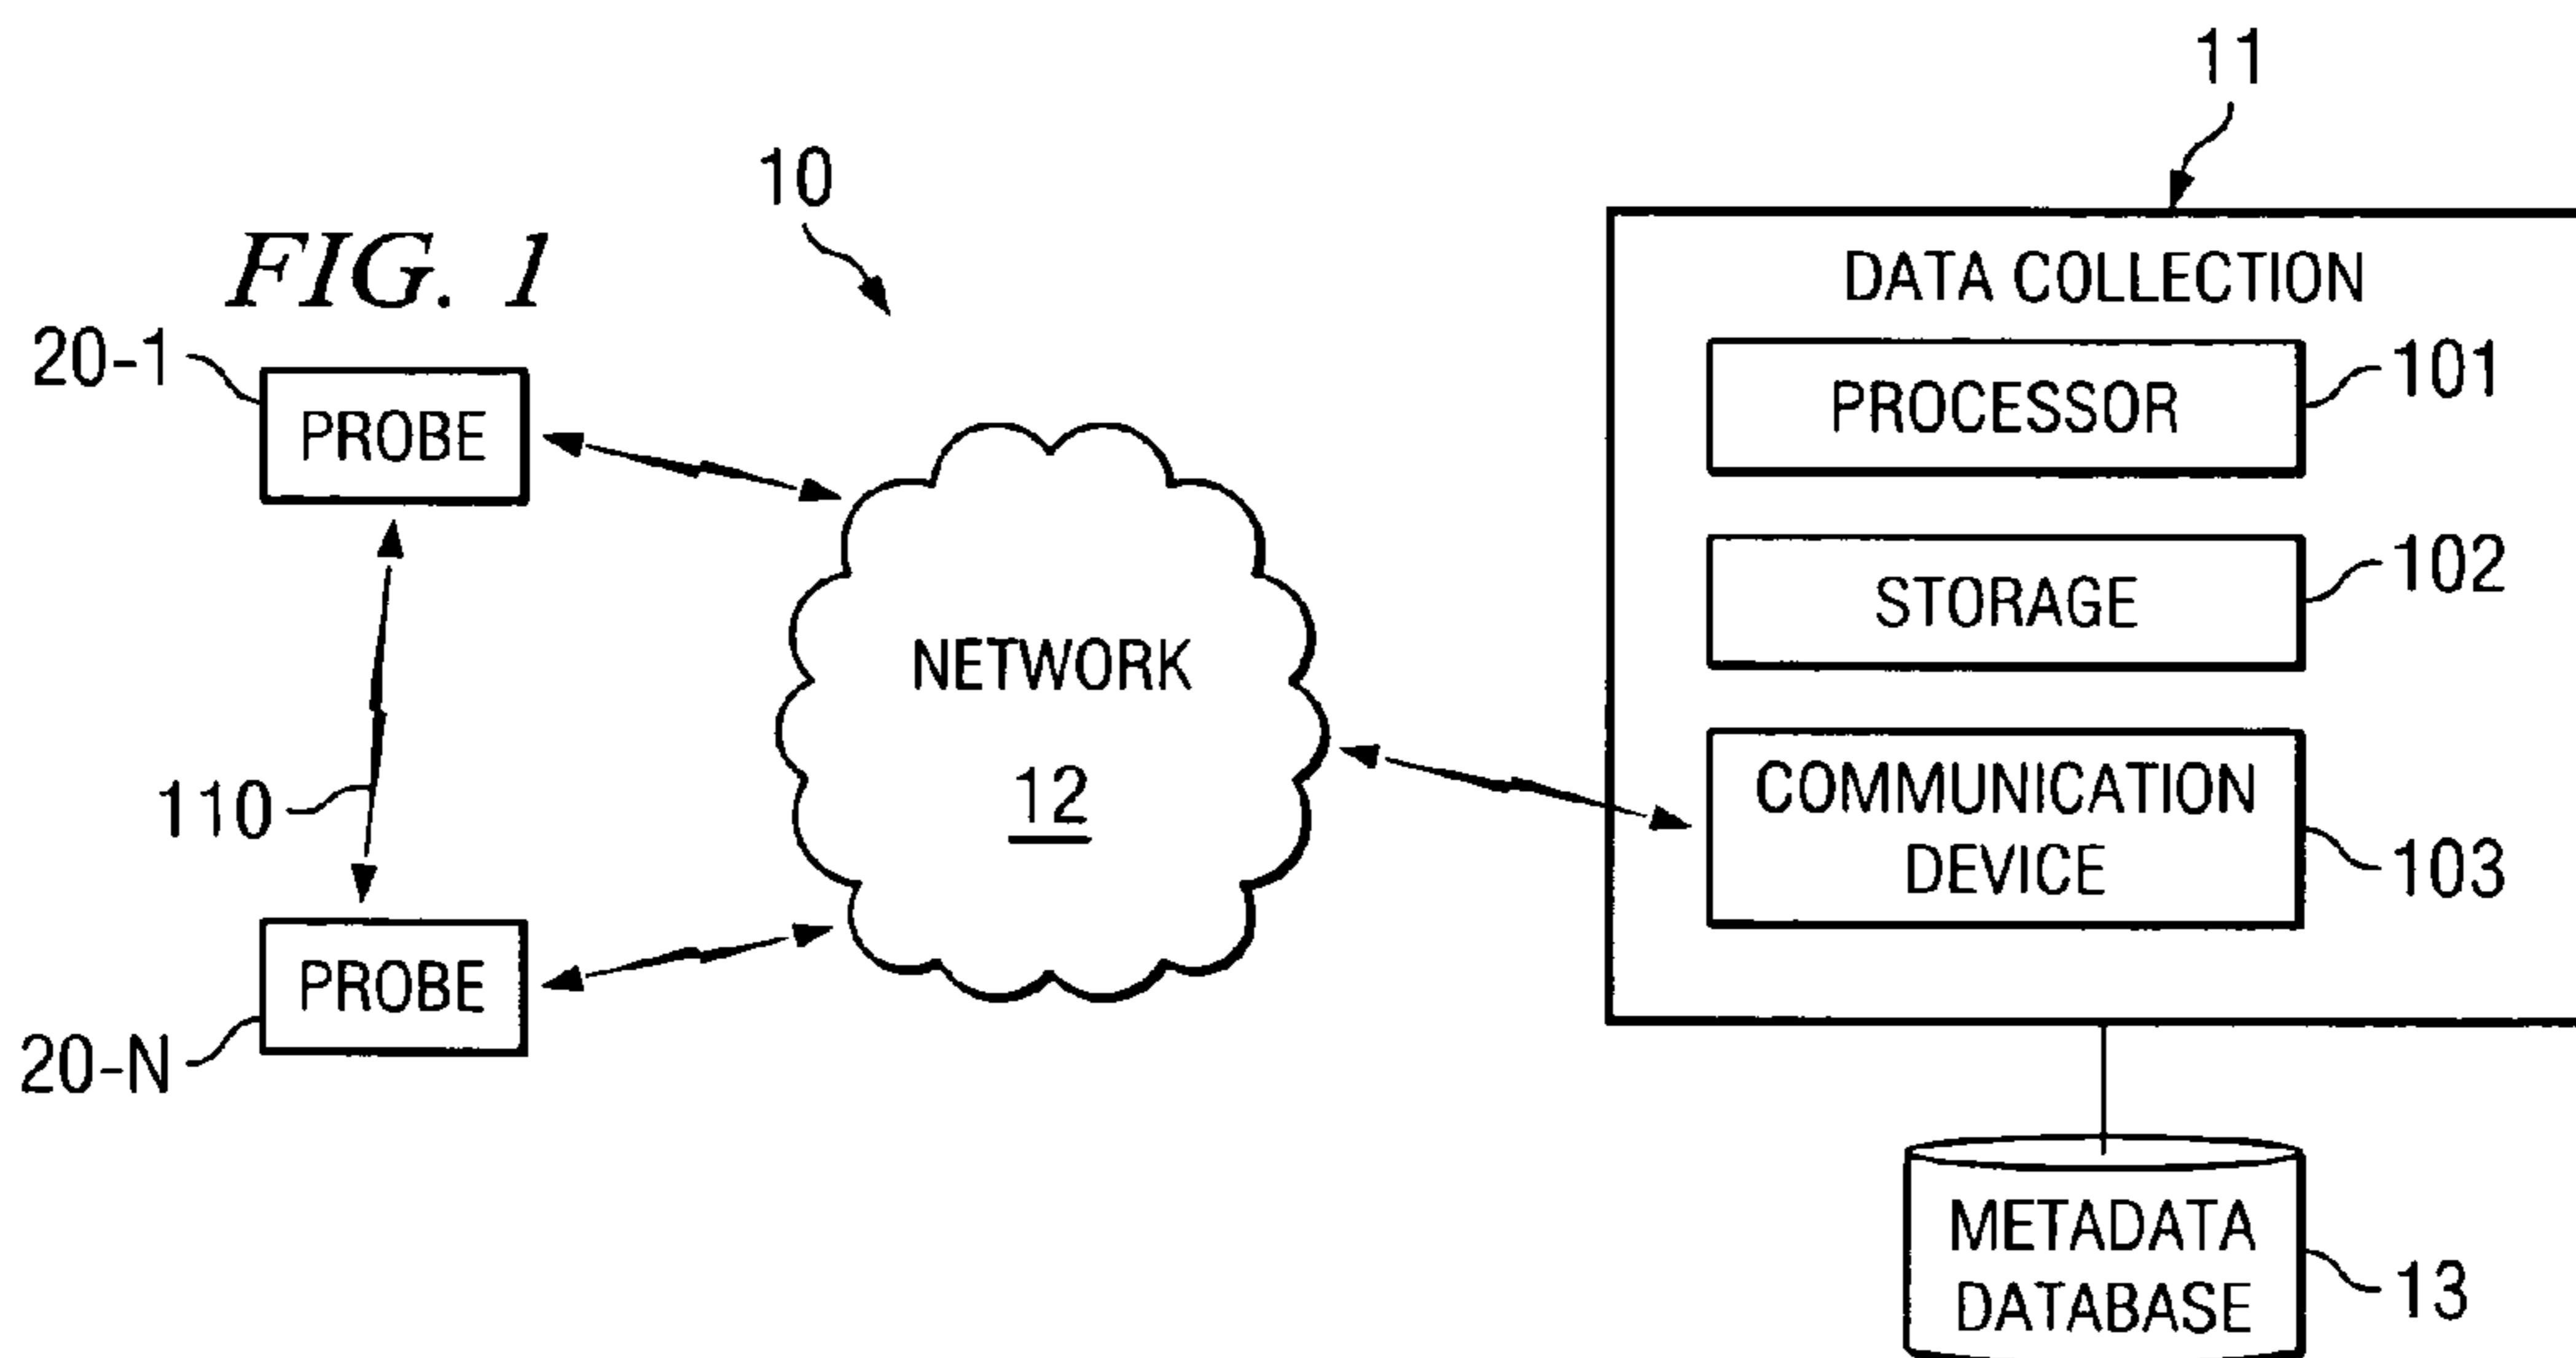 11
10
FIG. 1
DATA COLLECTION
20-1
PROBE
PROCESSOR
101
STORAGE
102
NETWORK
12
110
COMMUNICATION
DEVICE
103
PROBE
20-N
METADATA
DATABASE
13